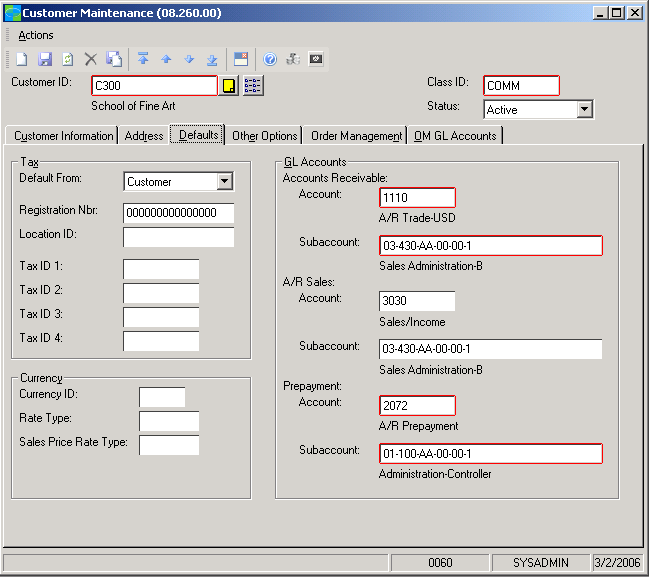 Customer Maintenance (08.260.00)
Actions
Customer ID: C300 Class ID: COMM
School of Fine Art
Status: Active
Customer Information Address Defaults Other Options Order Management OM GL Accounts
Tax
Default From: Customer
Registration Nbr: 000000000000000
Location ID:
Tax ID 1:
Tax ID 2:
Tax ID 3:
Tax ID 4:
Currency
Currency ID:
Rate Type:
Sales Price Rate Type:
GL Accounts
Accounts Receivable:
Account: 1110
A/R Trade-USD
Subaccount: 03-430-AA-00-00-1
Sales Administration-B
A/R Sales:
Account: 3030
Sales/Income
Subaccount: 03-430-AA-00-00-1
Sales Administration-B
Prepayment:
Account: 2072
A/R Prepayment
Subaccount: 01-100-AA-00-00-1
Administration-Controller
0060 SYSADMIN 3/2/2006